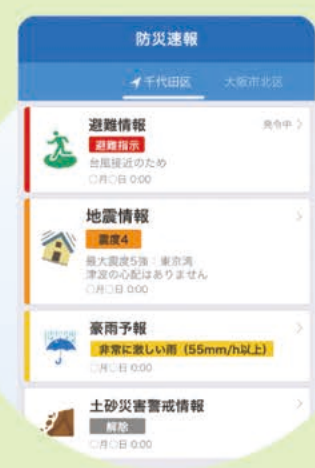 防災速報
千代田区 大阪市北区
避難情報 発令中
避難指示
台風接近のため
○月○日 0:00
地震情報
震度4
最大震度5強：東京湾
津波の心配はありません
○月○日 0:00
豪雨予報
非常に激しい雨（55mm/h以上）
○月○日 0:00
土砂災害警戒情報
解除
○月○日 0:00